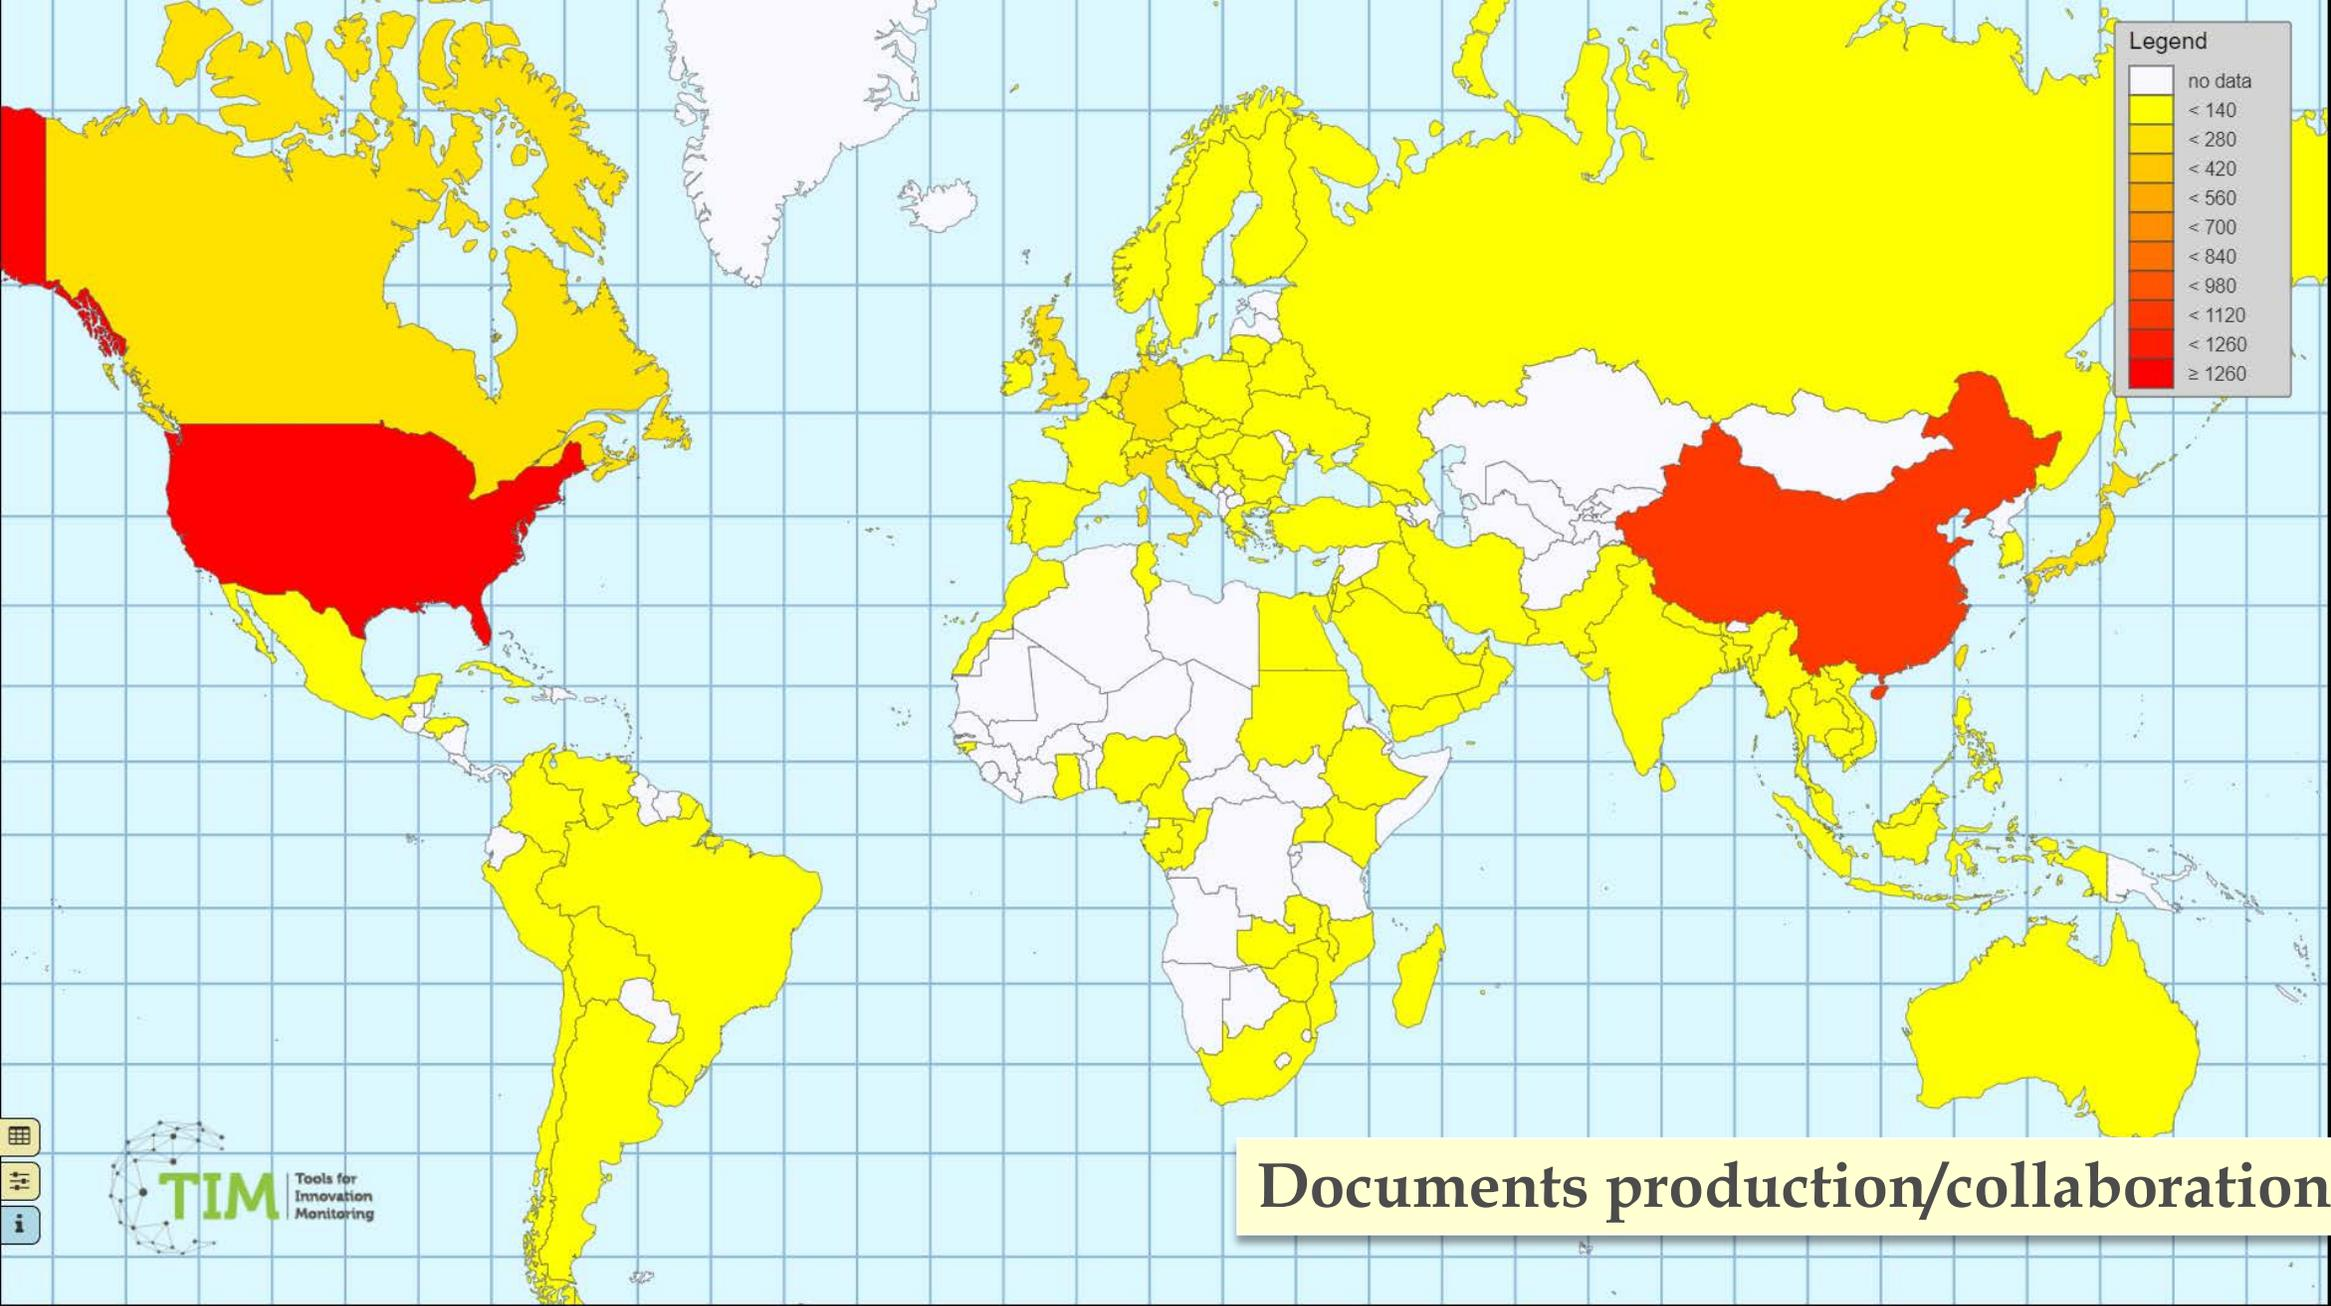 Legend
no data
< 140
< 280
< 420
< 560
< 700
< 840
< 980
< 1120
< 1260
≥ 1260
TIM
Tools for
Innovation
Monitoring
i
Documents production/collaboration